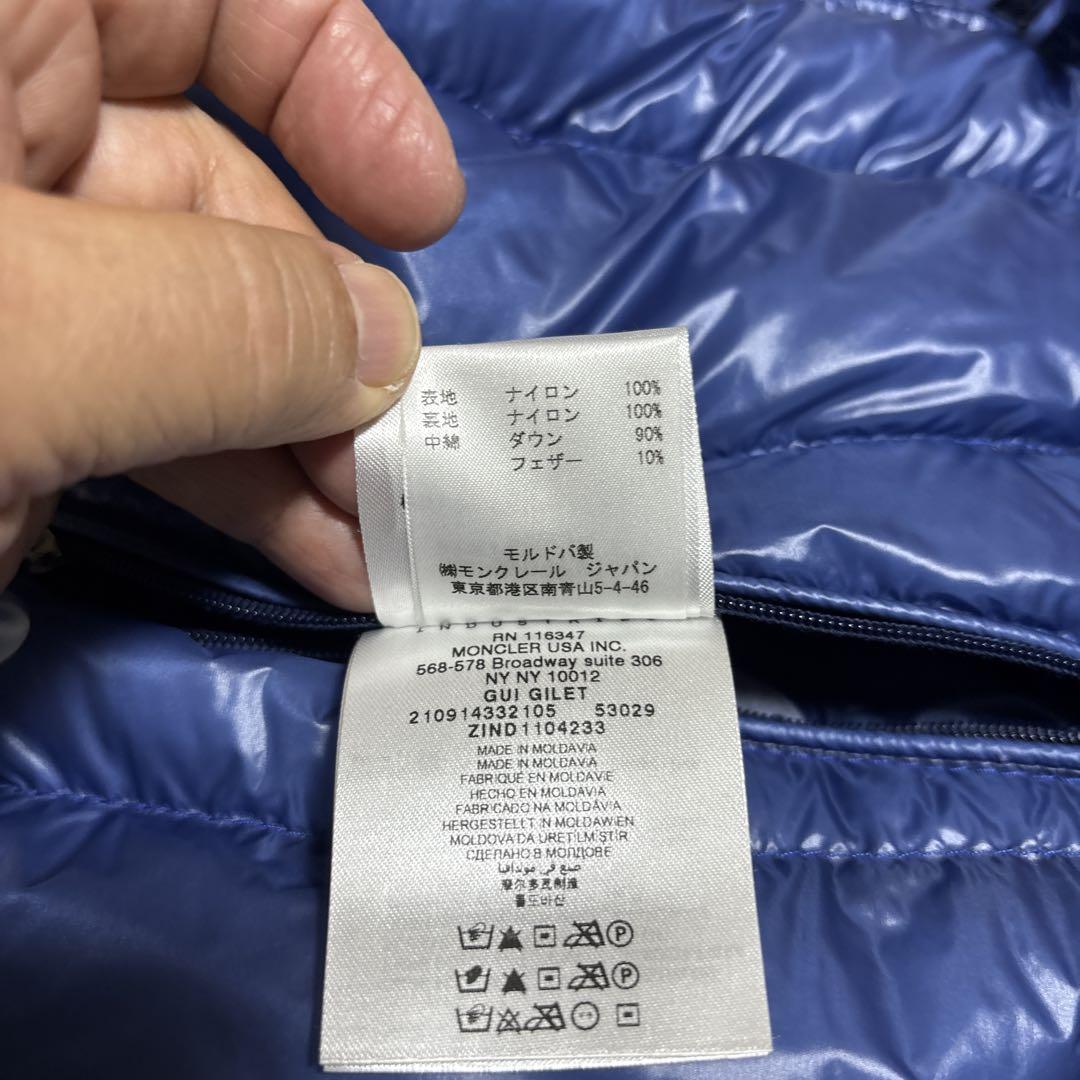 表地 ナイロン 100%
裏地 ナイロン 100%
中綿 ダウン 90%
フェザー 10%
モルドバ製
㈱モンクレール ジャパン
東京都港区南青山5-4-46
INDUSTRIES
RN 116347
MONCLER USA INC.
568-578 Broadway suite 306
NY NY 10012
GUI GILET
210914332105 53029
ZIND1104233
MADE IN MOLDAVIA
MADE IN MOLDAVIA
FABRIQUÉ EN MOLDAVIE
HECHO EN MOLDAVIA
FABRICADO NA MOLDÁVIA
HERGESTELLT IN MOLDAWIEN
MOLDOVA'DA ÜRETİLMİŞTİR
СДЕЛАНО В МОЛДОВЕ
صنع في مولدافيا
摩尔多瓦制造
몰도바산
P
P